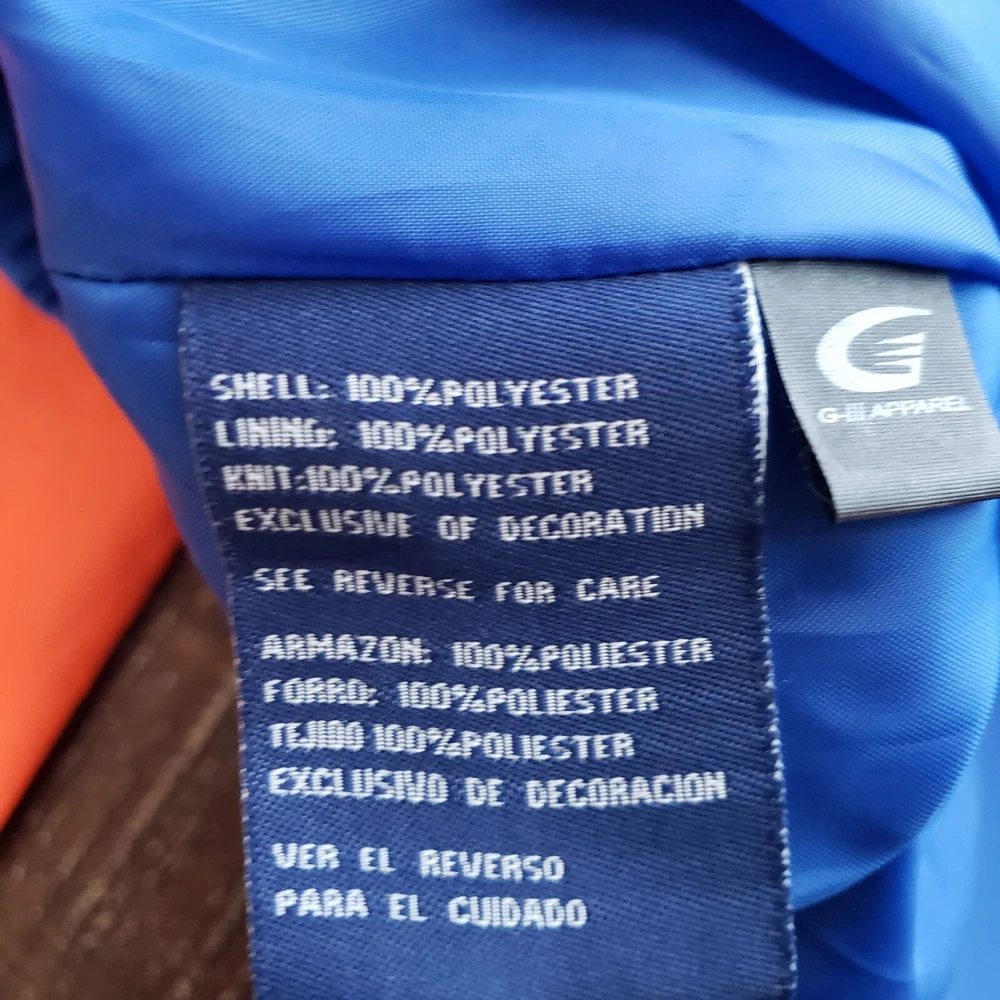 SHELL: 100%POLYESTER
LINING: 100%POLYESTER
KNIT:100%POLYESTER
EXCLUSIVE OF DECORATION
SEE REVERSE FOR CARE
ARMAZON: 100%POLIESTER
FORRO: 100%POLIESTER
TEJIDO 100%POLIESTER
EXCLUSIVO DE DECORACION
VER EL REVERSO
PARA EL CUIDADO
G-III APPAREL